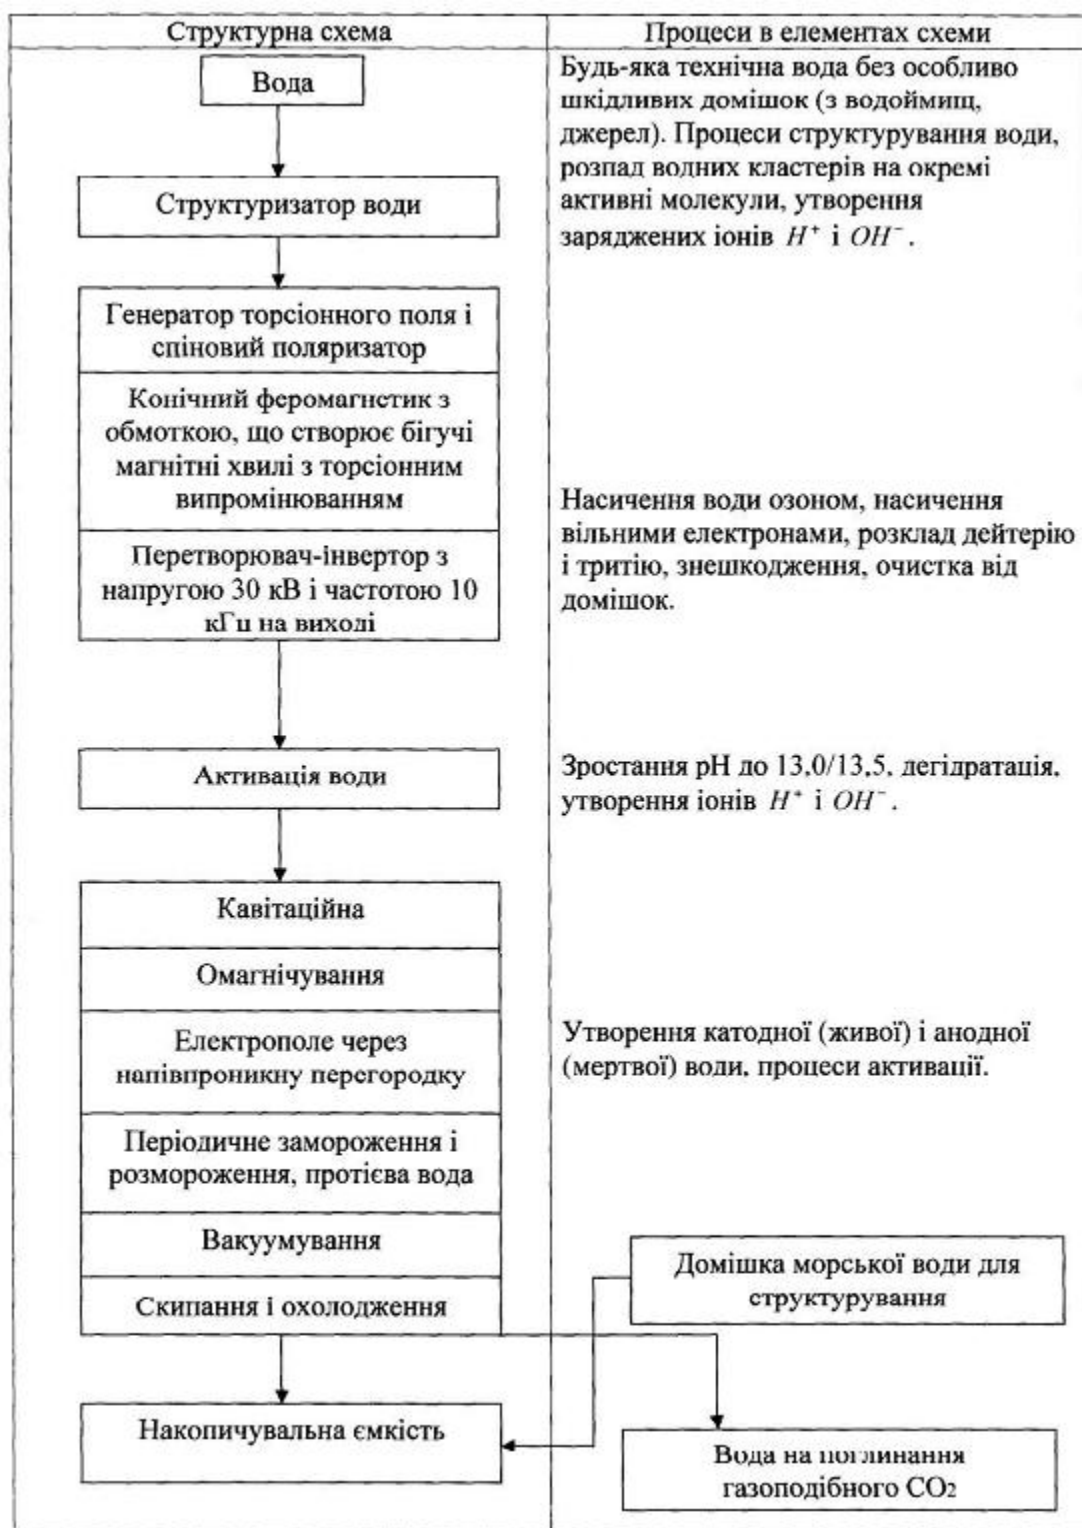 Структурна схема
Процеси в елементах схеми
Вода
Будь-яка технічна вода без особливо
шкідливих домішок (з водоймищ,
джерел). Процеси структурування води,
розпад водних кластерів на окремі
активні молекули, утворення
заряджених іонів H⁺ і OH⁻.
Структуризатор води
Генератор торсіонного поля і
спіновий поляризатор
Конічний феромагнетик з
обмоткою, що створює бігучі
магнітні хвилі з торсіонним
випромінюванням
Перетворювач-інвертор з
напругою 30 кВ і частотою 10
кГц на виході
Насичення води озоном, насичення
вільними електронами, розклад дейтерію
і тритію, знешкодження, очистка від
домішок.
Активація води
Зростання pH до 13,0/13,5, дегідратація,
утворення іонів H⁺ і OH⁻.
Кавітаційна
Омагнічування
Електрополе через
напівпроникну перегородку
Утворення катодної (живої) і анодної
(мертвої) води, процеси активації.
Періодичне замороження і
розмороження, протієва вода
Вакуумування
Скипання і охолодження
Домішка морської води для
структурування
Накопичувальна ємкість
Вода на поглинання
газоподібного CO₂